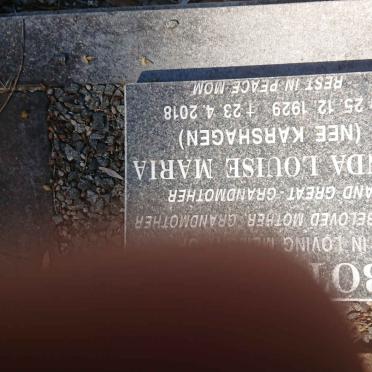 IN LOVING
BELOVED MOTHER, GRANDMOTHER
AND GREAT-GRANDMOTHER
NDA LOUISE MARIA
(NEE KARSHAGEN)
25.12.1929 † 23.4.2018
REST IN PEACE MOM